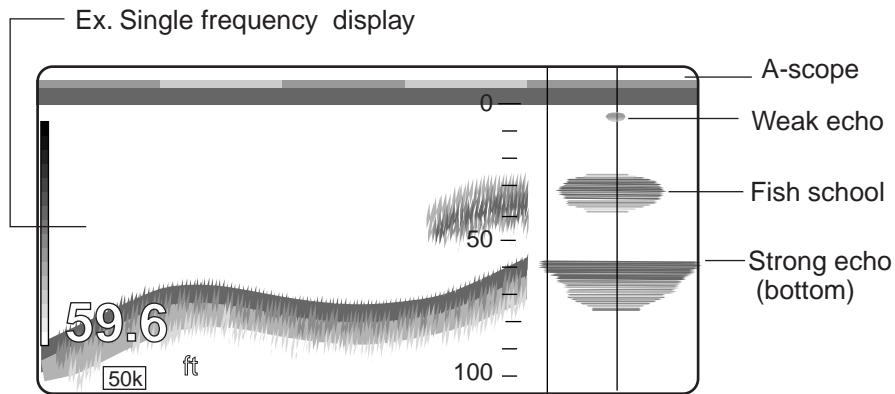 Ex. Single frequency display
A-scope
0
Weak echo
Fish school
50
Strong echo
(bottom)
59.6
ft
50k
100